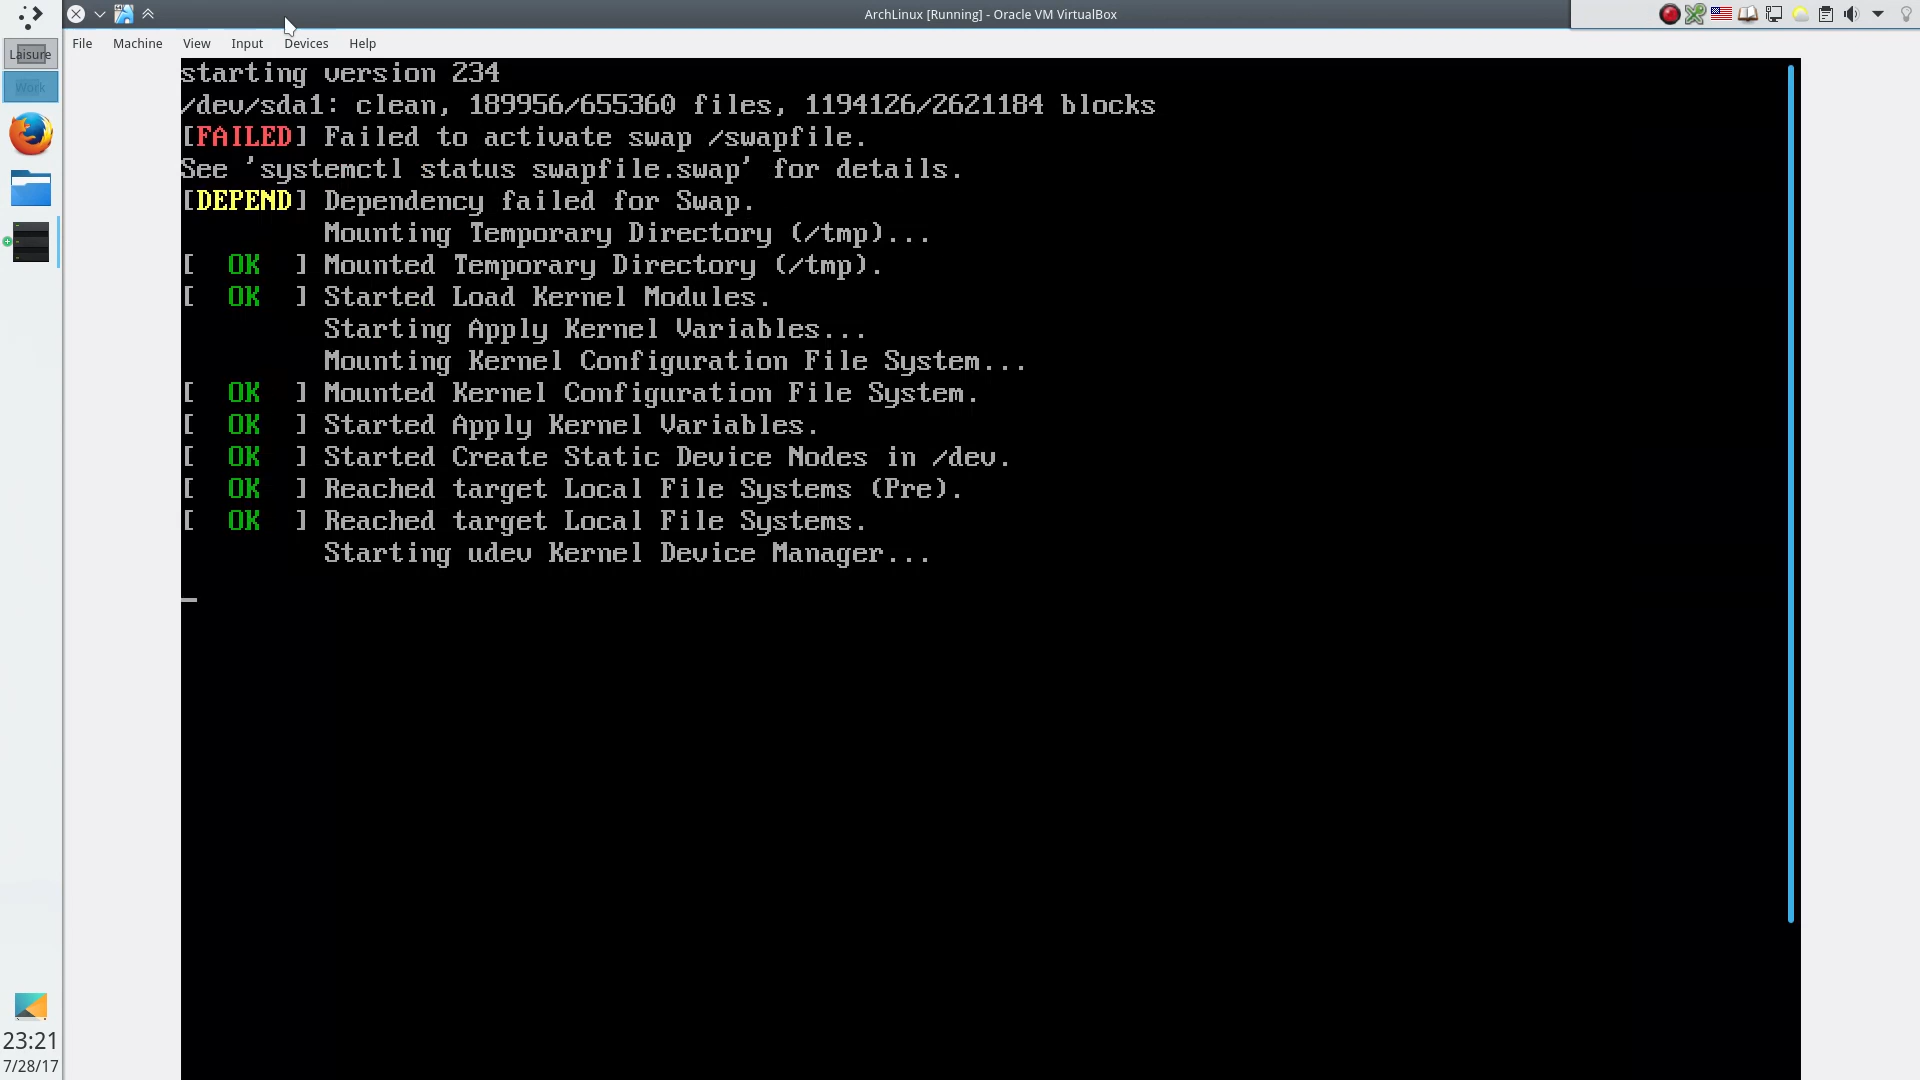 ArchLinux [Running] - Oracle VM VirtualBox
File Machine View Input Devices Help
Laisure
Work
starting version 234
/dev/sda1: clean, 189956/655360 files, 1194126/2621184 blocks
[FAILED] Failed to activate swap /swapfile.
See 'systemctl status swapfile.swap' for details.
[DEPEND] Dependency failed for Swap.
Mounting Temporary Directory (/tmp)...
[ OK ] Mounted Temporary Directory (/tmp).
[ OK ] Started Load Kernel Modules.
Starting Apply Kernel Variables...
Mounting Kernel Configuration File System...
[ OK ] Mounted Kernel Configuration File System.
[ OK ] Started Apply Kernel Variables.
[ OK ] Started Create Static Device Nodes in /dev.
[ OK ] Reached target Local File Systems (Pre).
[ OK ] Reached target Local File Systems.
Starting udev Kernel Device Manager...
23:21
7/28/17